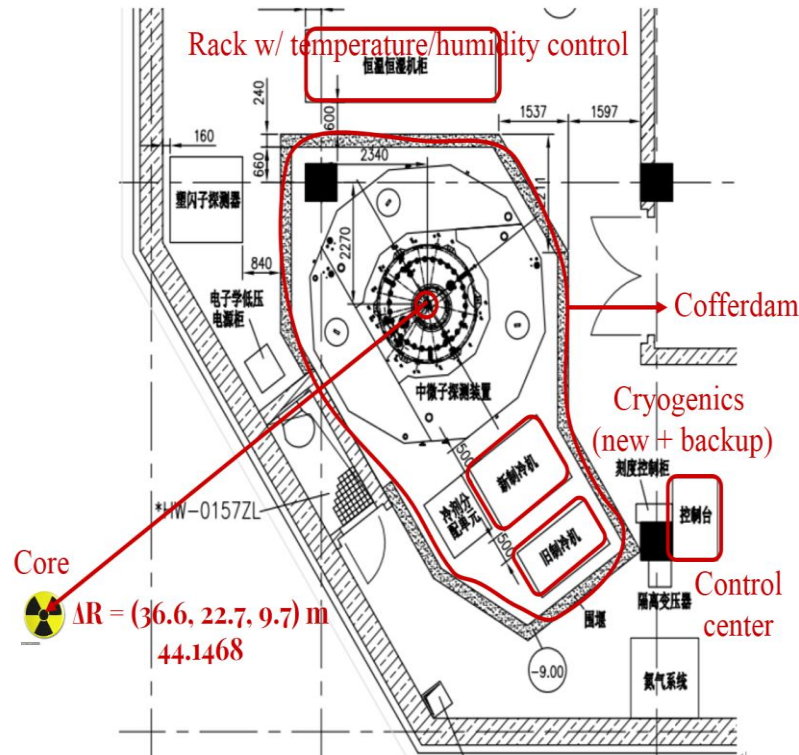 Rack w/ temperature/humidity control
恒温恒湿机柜
240
600
1537
1597
160
660
2340
塑闪子探测器
2270
840
电子学低压
电源柜
Cofferdam
中微子探测装置
Cryogenics
(new + backup)
500
新制冷机
刻度控制柜
*HW-0157ZL
冷剂分
配单元
控制台
500
旧制冷机
Core
ΔR = (36.6, 22.7, 9.7) m
44.1468
隔离变压器
Control
center
围堰
-9.00
氮气系统